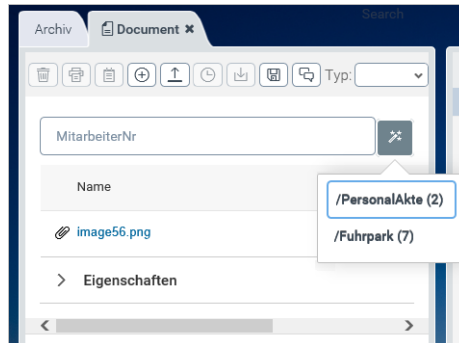 Search
Archiv
Document
Typ:
MitarbeiterNr
Name
/PersonalAkte (2)
image56.png
/Fuhrpark (7)
Eigenschaften